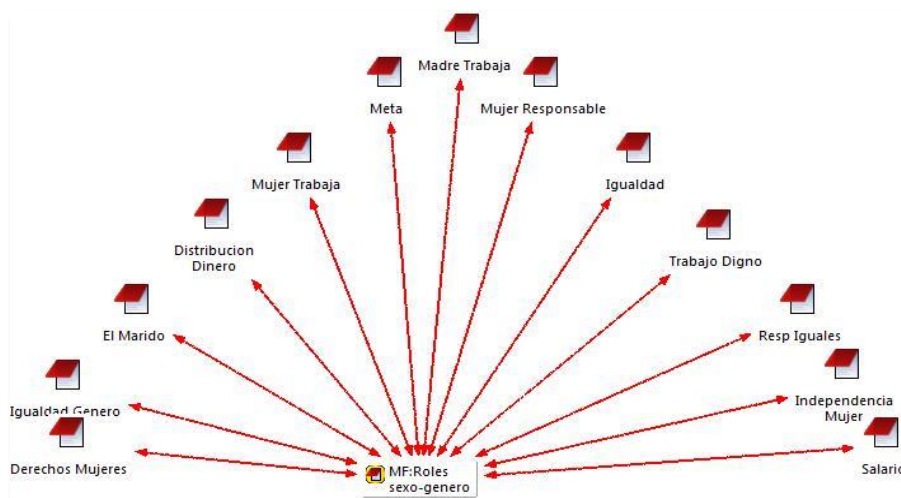 Madre Trabaja
Meta
Mujer Responsable
Mujer Trabaja
Igualdad
Distribucion
Dinero
Trabajo Digno
El Marido
Resp Iguales
Igualdad Genero
Independencia
Mujer
Derechos Mujeres
Salario
MF:Roles
sexo-genero